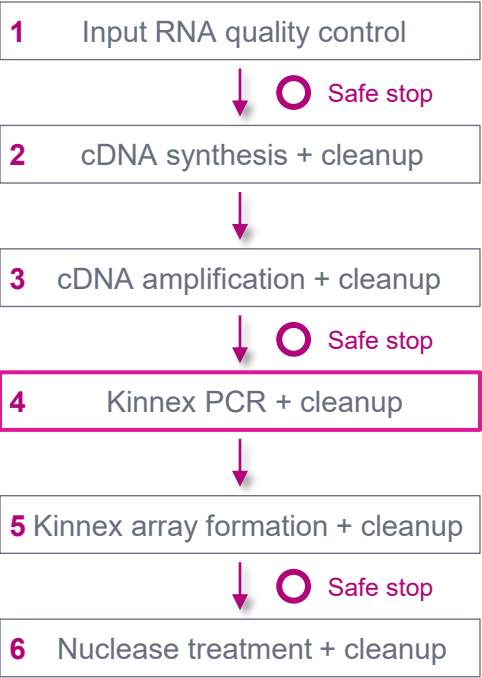 1 Input RNA quality control
Safe stop
2 cDNA synthesis + cleanup
3 cDNA amplification + cleanup
Safe stop
4 Kinnex PCR + cleanup
5 Kinnex array formation + cleanup
Safe stop
6 Nuclease treatment + cleanup